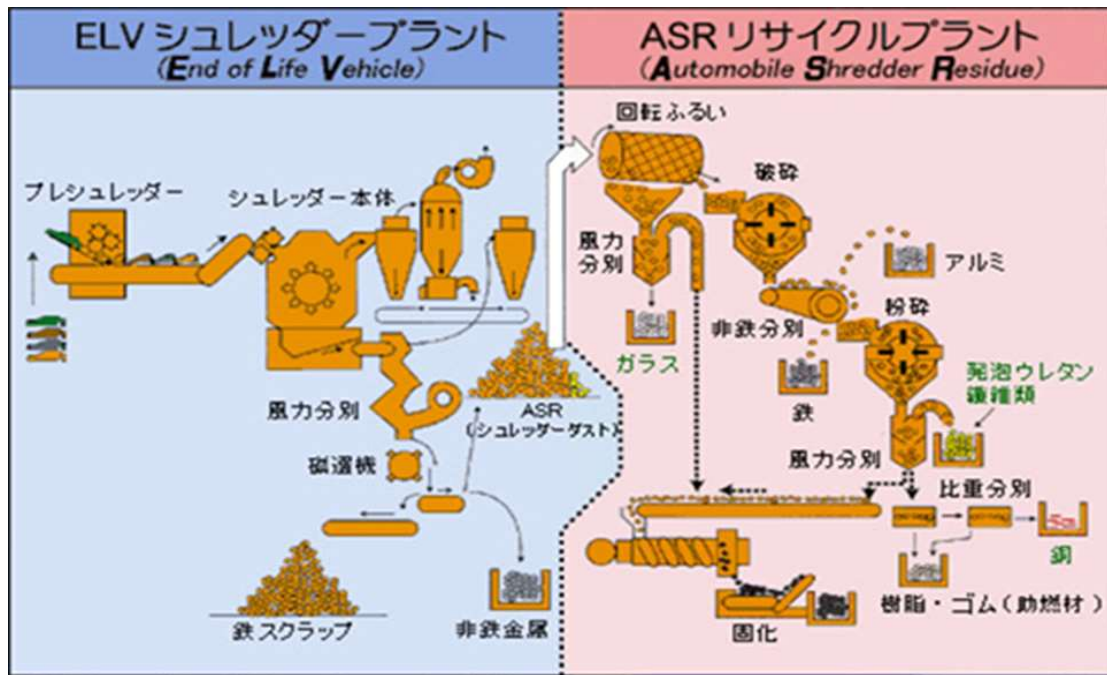 ELVシュレッダープラント
(End of Life Vehicle)
プレシュレッダー
シュレッダー本体
風力分別
磁選機
ASR
(シュレッダーダスト)
鉄スクラップ
非鉄金属
ASRリサイクルプラント
(Automobile Shredder Residue)
回転ふるい
破砕
風力
分別
アルミ
ガラス
非鉄分別
粉砕
鉄
発泡ウレタン
繊維類
風力分別
比重分別
銅
樹脂・ゴム(助燃材)
固化